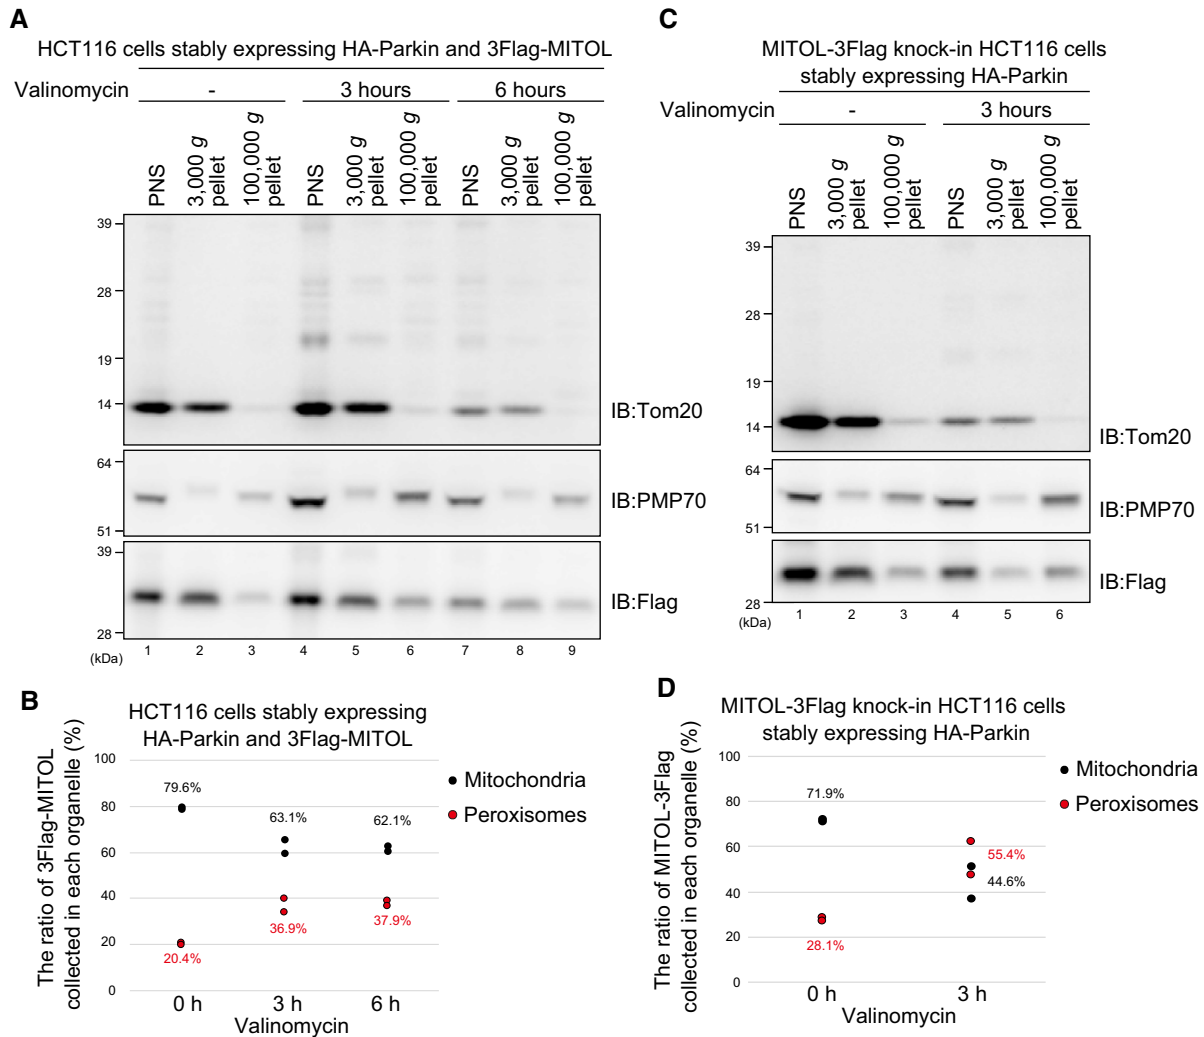 A
HCT116 cells stably expressing HA-Parkin and 3Flag-MITOL
Valinomycin - 3 hours 6 hours
PNS
3,000 g pellet
100,000 g pellet
PNS
3,000 g pellet
100,000 g pellet
PNS
3,000 g pellet
100,000 g pellet
39
28
19
14
IB:Tom20
64
51
IB:PMP70
39
28
IB:Flag
(kDa) 1 2 3 4 5 6 7 8 9
B
HCT116 cells stably expressing
HA-Parkin and 3Flag-MITOL
The ratio of 3Flag-MITOL
collected in each organelle (%)
100
80
60
40
20
0
79.6%
63.1%
62.1%
20.4%
36.9%
37.9%
Mitochondria
Peroxisomes
0 h 3 h 6 h
Valinomycin
C
MITOL-3Flag knock-in HCT116 cells
stably expressing HA-Parkin
Valinomycin - 3 hours
PNS
3,000 g pellet
100,000 g pellet
PNS
3,000 g pellet
100,000 g pellet
39
28
19
14
IB:Tom20
64
51
IB:PMP70
28
IB:Flag
(kDa) 1 2 3 4 5 6
D
MITOL-3Flag knock-in HCT116 cells
stably expressing HA-Parkin
The ratio of MITOL-3Flag
collected in each organelle (%)
100
80
60
40
20
0
71.9%
28.1%
55.4%
44.6%
Mitochondria
Peroxisomes
0 h 3 h
Valinomycin